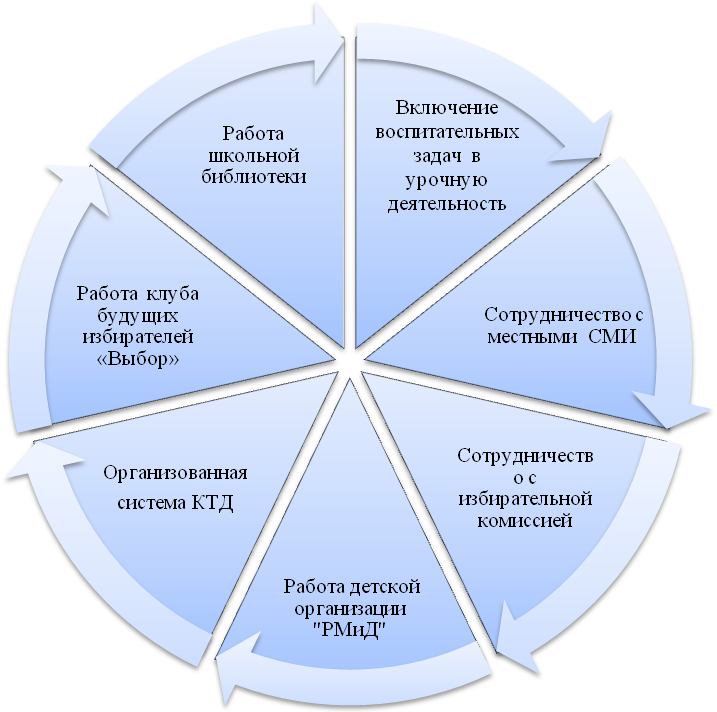 Включение
воспитательных
задач в
урочную
деятельность
Сотрудничество с
местными СМИ
Сотрудничеств
о с
избирательной
комиссией
Работа детской
организации
"РМиД"
Организованная
система КТД
Работа клуба
будущих
избирателей
«Выбор»
Работа
школьной
библиотеки